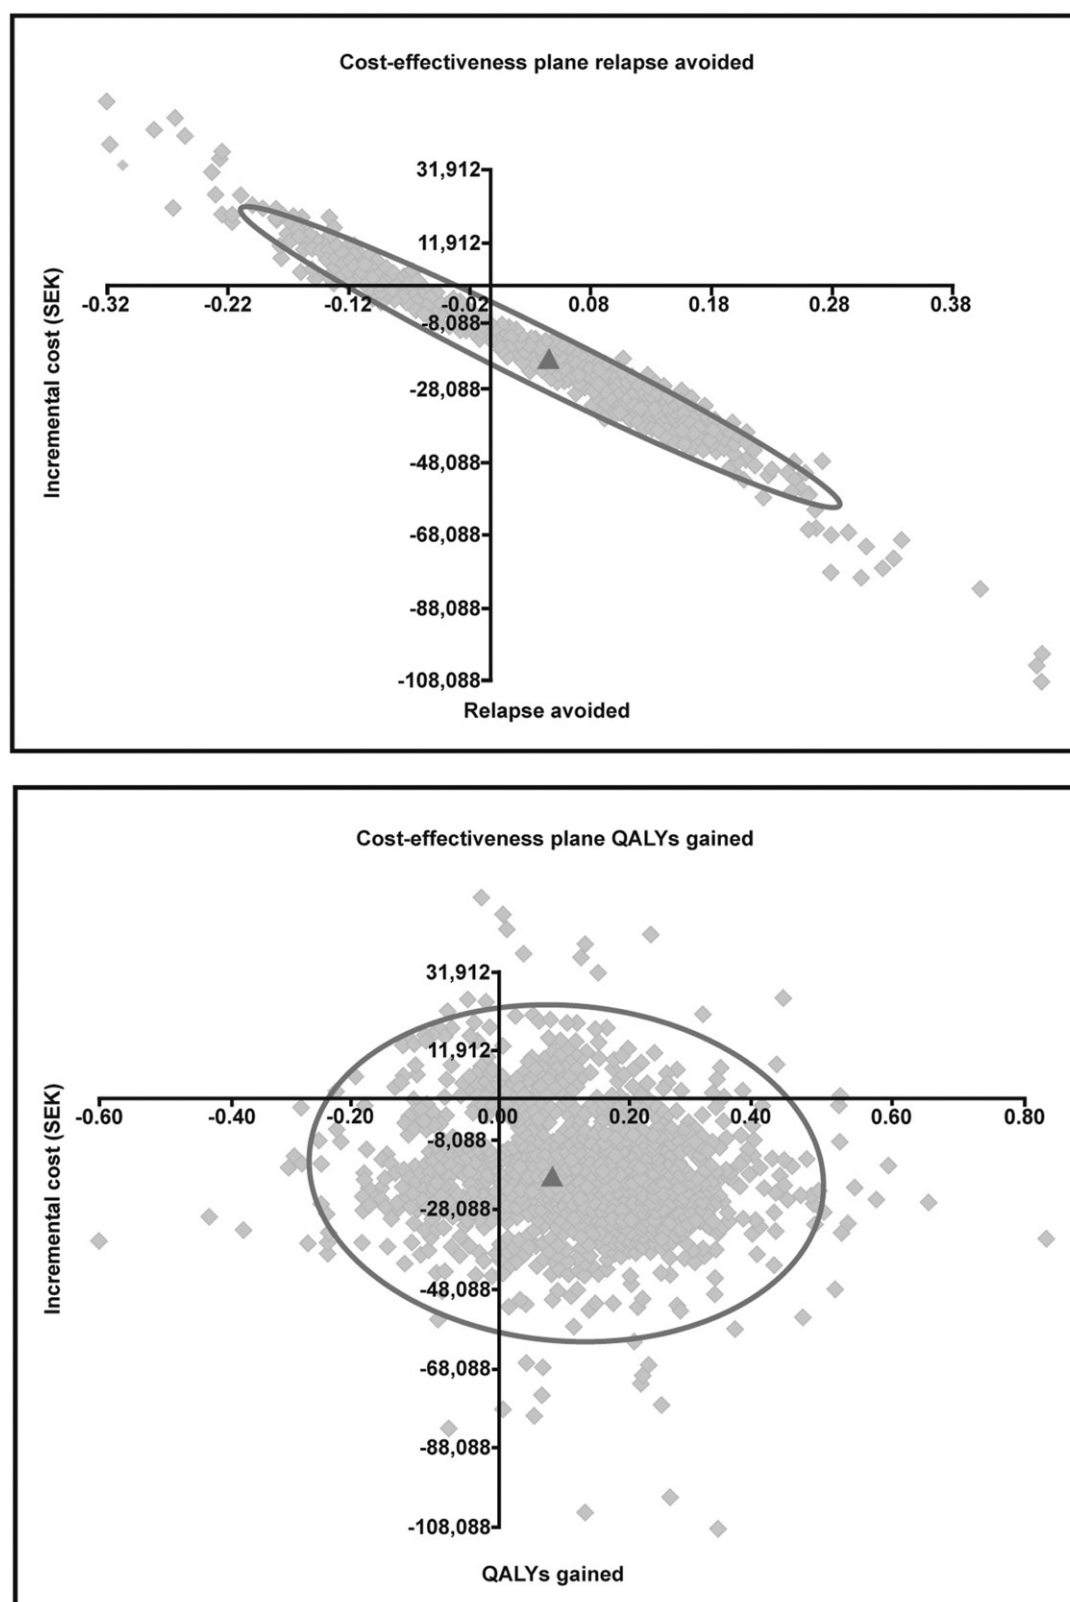 Cost-effectiveness plane relapse avoided
31,912
11,912
-0.32 -0.22 -0.12 -0.02 0.08 0.18 0.28 0.38
-8,088
-28,088
-48,088
-68,088
-88,088
-108,088
Incremental cost (SEK)
Relapse avoided
Cost-effectiveness plane QALYs gained
31,912
11,912
-0.60 -0.40 -0.20 0.00 0.20 0.40 0.60 0.80
-8,088
-28,088
-48,088
-68,088
-88,088
-108,088
Incremental cost (SEK)
QALYs gained